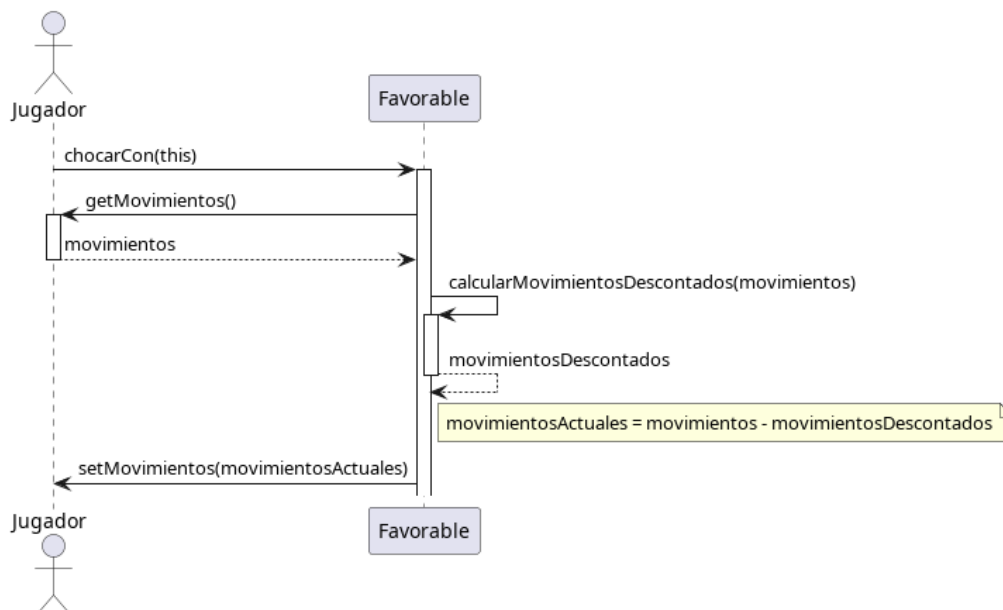 Jugador
Favorable
chocarCon(this)
getMovimientos()
movimientos
calcularMovimientosDescontados(movimientos)
movimientosDescontados
movimientosActuales = movimientos - movimientosDescontados
setMovimientos(movimientosActuales)
Jugador
Favorable